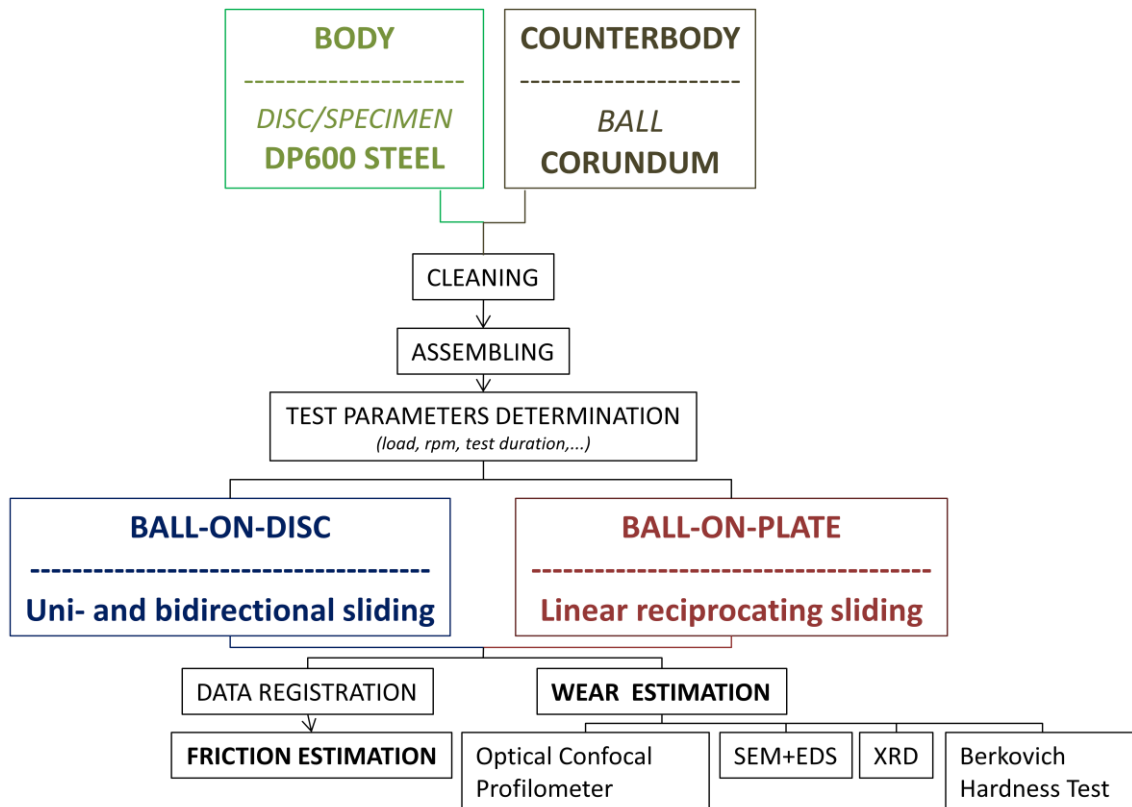 BODY
------------------------
DISC/SPECIMEN
DP600 STEEL
COUNTERBODY
------------------------
BALL
CORUNDUM
CLEANING
ASSEMBLING
TEST PARAMETERS DETERMINATION
(load, rpm, test duration,...)
BALL-ON-DISC
---------------------------------------
Uni- and bidirectional sliding
BALL-ON-PLATE
---------------------------------------
Linear reciprocating sliding
DATA REGISTRATION
WEAR ESTIMATION
FRICTION ESTIMATION
Optical Confocal
Profilometer
SEM+EDS
XRD
Berkovich
Hardness Test